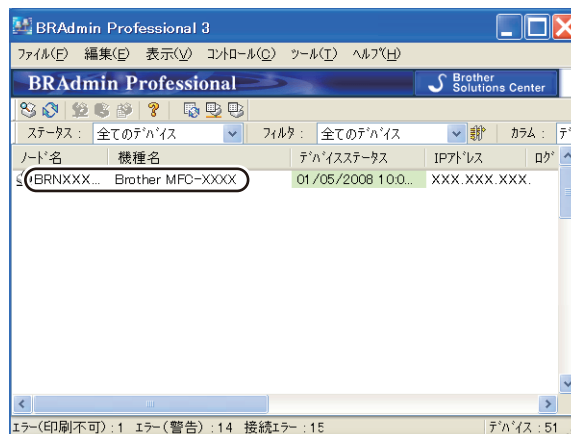 BRAdmin Professional 3
ファイル(F) 編集(E) 表示(V) コントロール(C) ツール(T) ヘルプ(H)
BRAdmin Professional
Brother
Solutions Center
ステータス : 全てのデバイス フィルタ : 全てのデバイス カラム : デ
ノード名 機種名 デバイスステータス IPアドレス ログ
BRNXXX... Brother MFC-XXXX 01/05/2008 10:0... XXX.XXX.XXX.
エラー(印刷不可) : 1 エラー(警告) : 14 接続エラー : 15 デバイス : 51